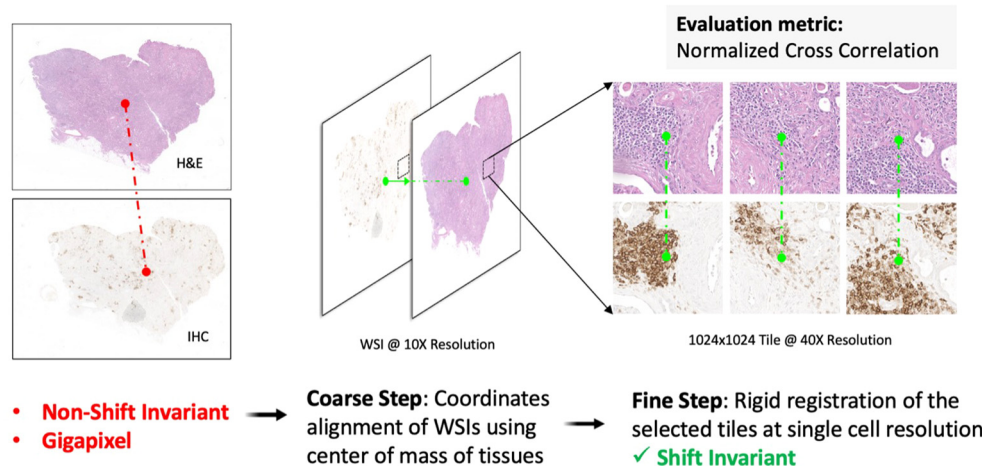 Evaluation metric:
Normalized Cross Correlation
H&E
IHC
WSI @ 10X Resolution
1024x1024 Tile @ 40X Resolution
• Non-Shift Invariant
• Gigapixel
Coarse Step: Coordinates
alignment of WSIs using
center of mass of tissues
Fine Step: Rigid registration of the
selected tiles at single cell resolution
✓ Shift Invariant